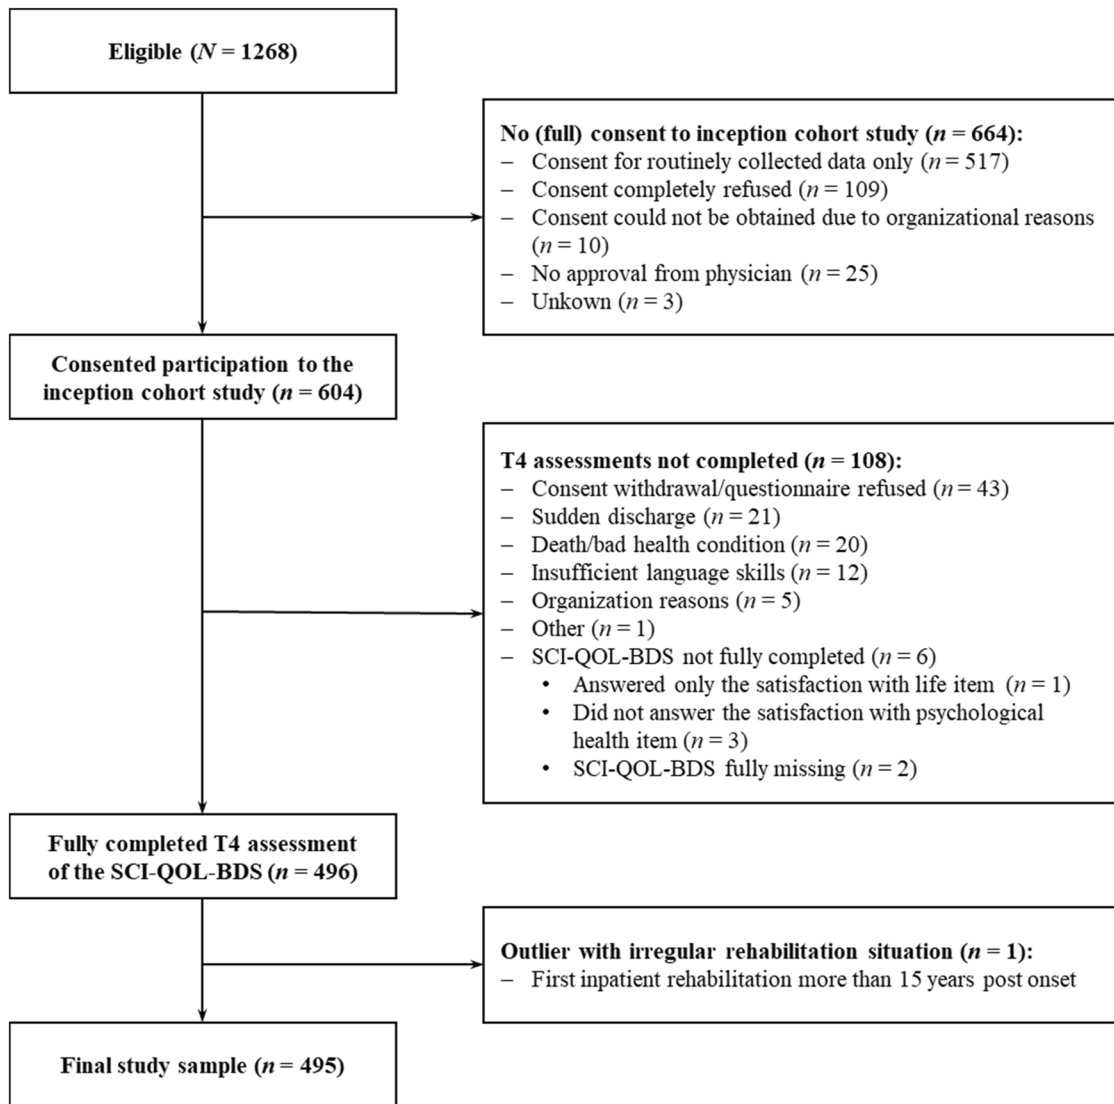 Eligible (N = 1268)
No (full) consent to inception cohort study (n = 664):
– Consent for routinely collected data only (n = 517)
– Consent completely refused (n = 109)
– Consent could not be obtained due to organizational reasons
(n = 10)
– No approval from physician (n = 25)
– Unkown (n = 3)
Consented participation to the
inception cohort study (n = 604)
T4 assessments not completed (n = 108):
– Consent withdrawal/questionnaire refused (n = 43)
– Sudden discharge (n = 21)
– Death/bad health condition (n = 20)
– Insufficient language skills (n = 12)
– Organization reasons (n = 5)
– Other (n = 1)
– SCI-QOL-BDS not fully completed (n = 6)
• Answered only the satisfaction with life item (n = 1)
• Did not answer the satisfaction with psychological
health item (n = 3)
• SCI-QOL-BDS fully missing (n = 2)
Fully completed T4 assessment
of the SCI-QOL-BDS (n = 496)
Outlier with irregular rehabilitation situation (n = 1):
– First inpatient rehabilitation more than 15 years post onset
Final study sample (n = 495)